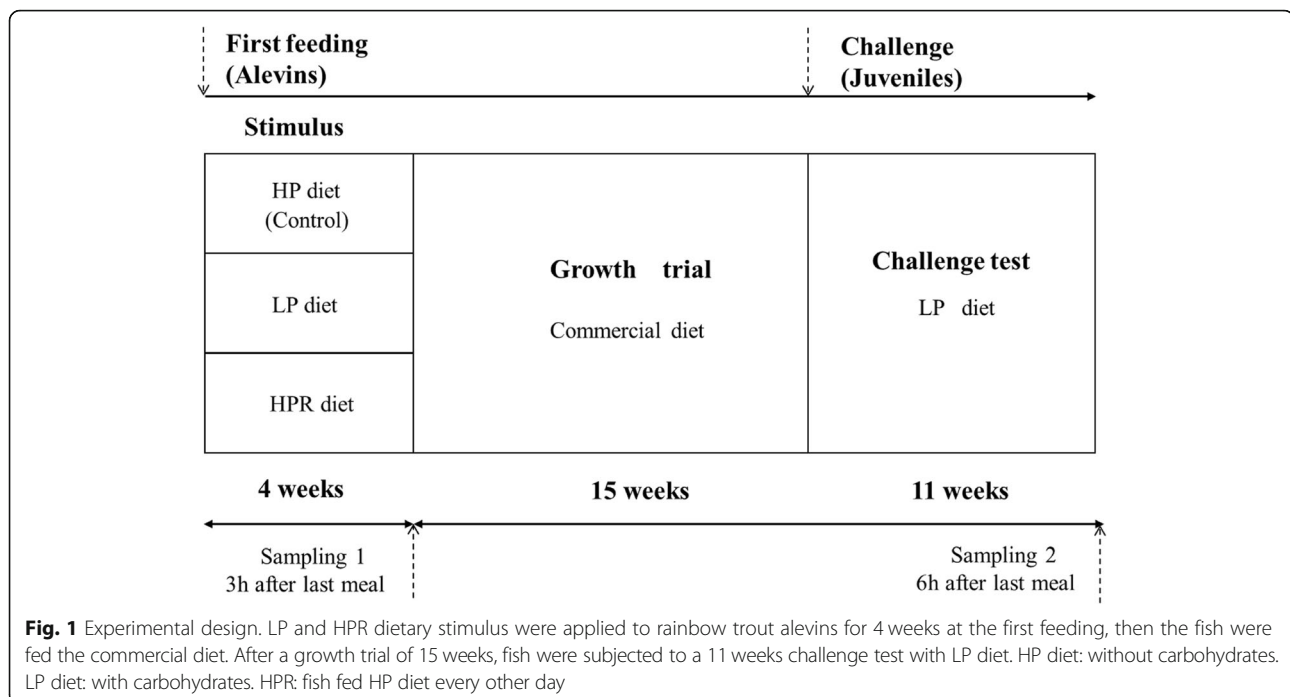 First feeding
(Alevins)
Challenge
(Juveniles)
Stimulus
HP diet
(Control)
LP diet
HPR diet
Growth trial
Commercial diet
Challenge test
LP diet
4 weeks
15 weeks
11 weeks
Sampling 1
3h after last meal
Sampling 2
6h after last meal
Fig. 1 Experimental design. LP and HPR dietary stimulus were applied to rainbow trout alevins for 4 weeks at the first feeding, then the fish were
fed the commercial diet. After a growth trial of 15 weeks, fish were subjected to a 11 weeks challenge test with LP diet. HP diet: without carbohydrates.
LP diet: with carbohydrates. HPR: fish fed HP diet every other day